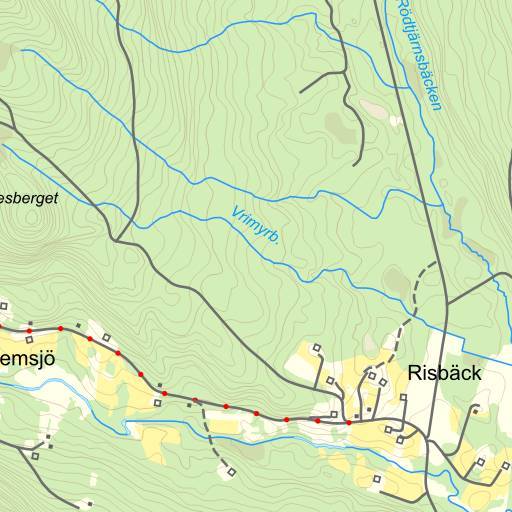 Rödtjärnsbäcken
esberget
Vrimyrb.
emsjö
Risbäck